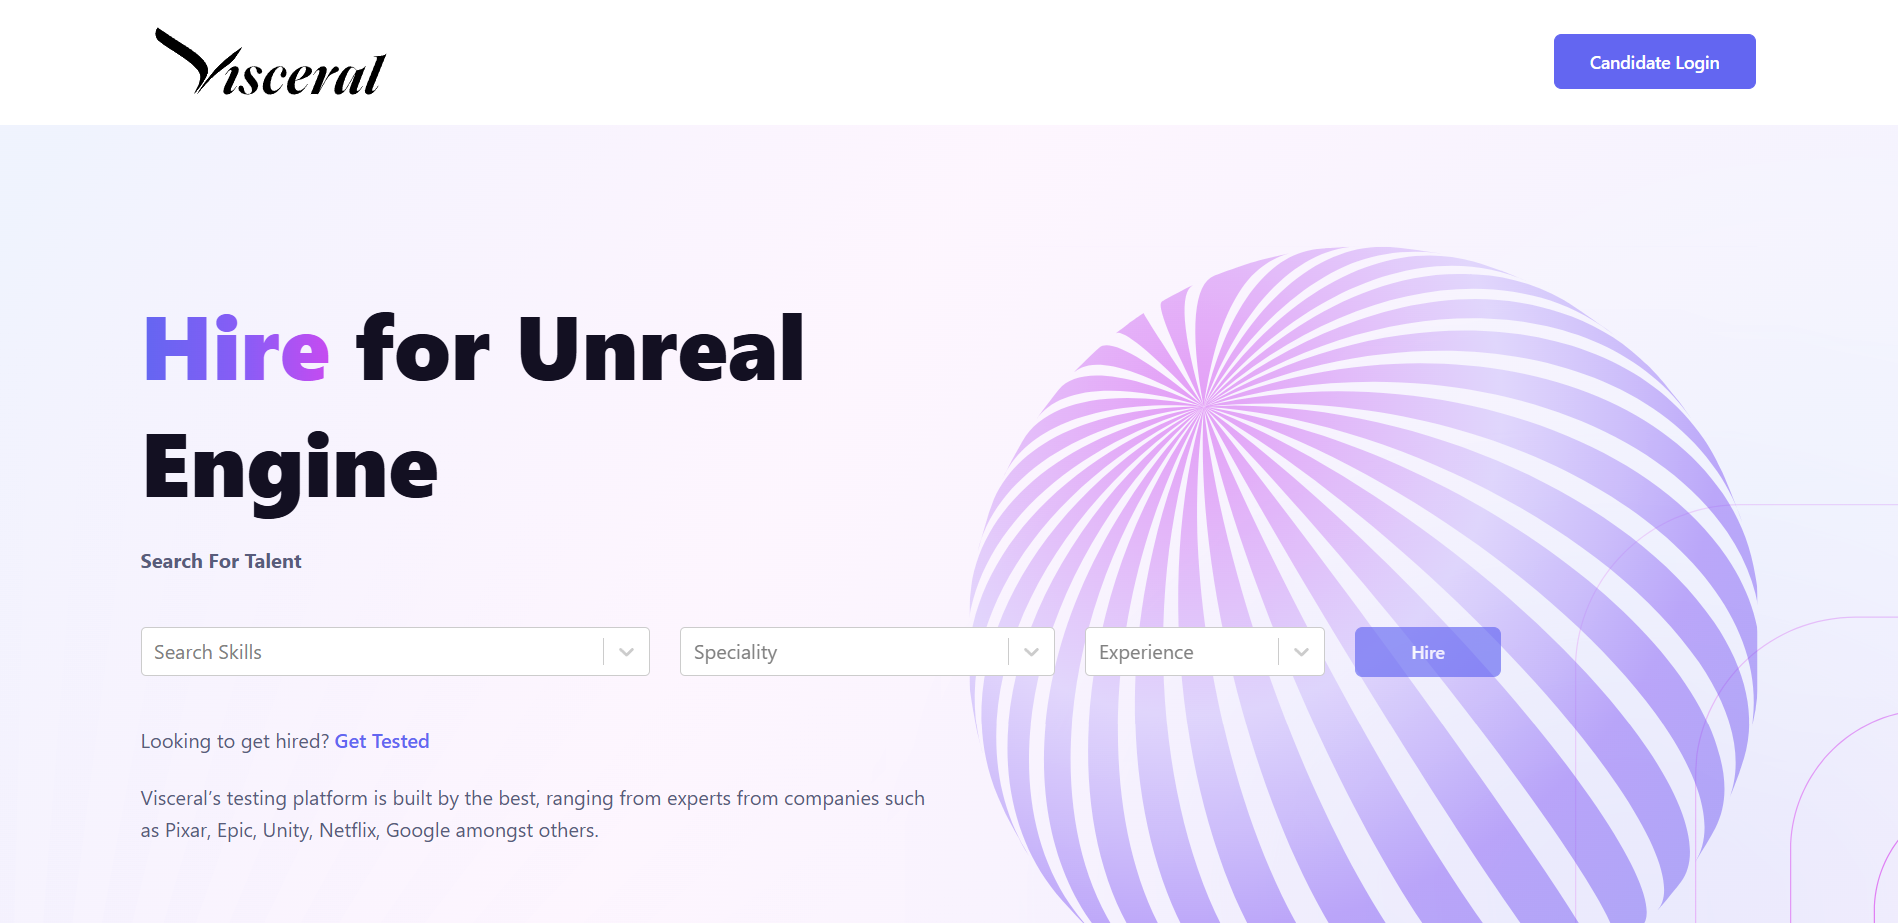 Visceral
Candidate Login
Hire for Unreal
Engine
Search For Talent
Search Skills
Speciality
Experience
Hire
Looking to get hired? Get Tested
Visceral’s testing platform is built by the best, ranging from experts from companies such
as Pixar, Epic, Unity, Netflix, Google amongst others.